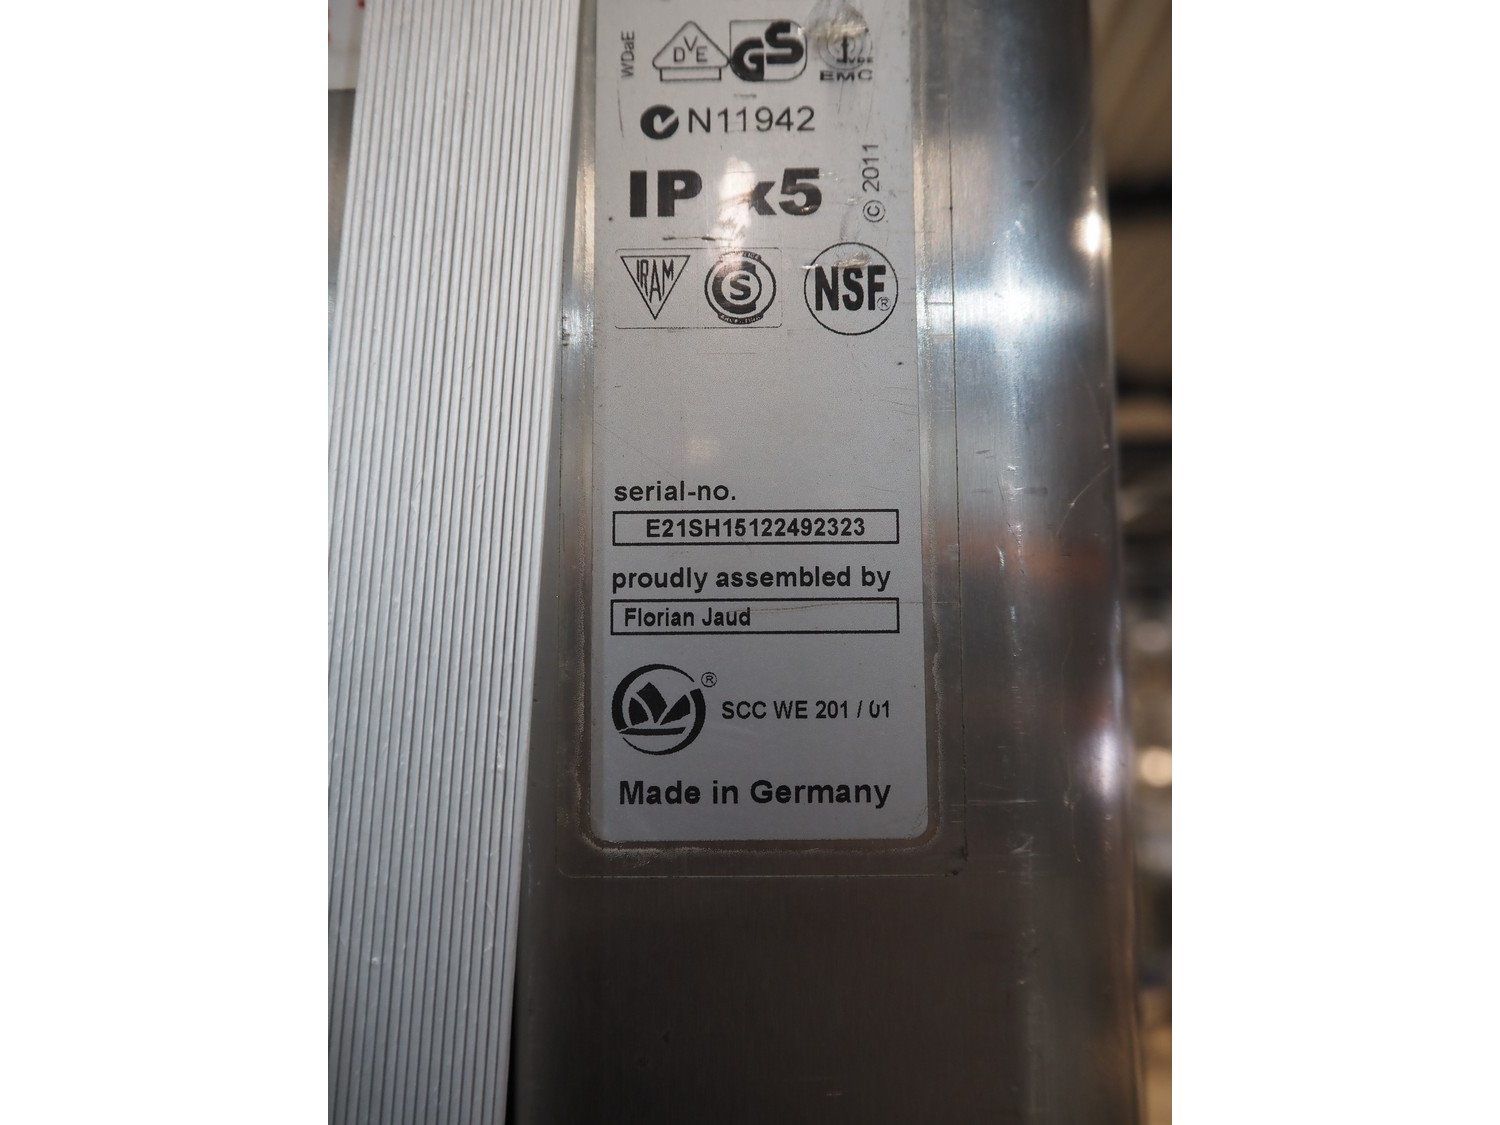 WDaE
DVE
GS
EMC
N11942
IP x5
© 2011
IRAM
S
NSF®
serial-no.
E21SH15122492323
proudly assembled by
Florian Jaud
® SCC WE 201 / 01
Made in Germany